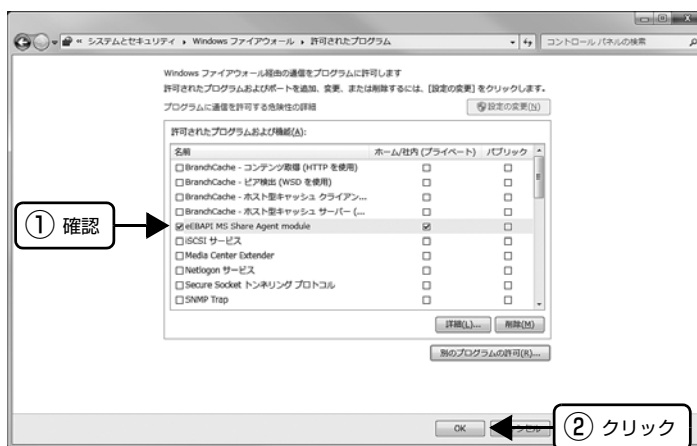 システムとセキュリティ ▸ Windows ファイアウォール ▸ 許可されたプログラム
コントロール パネルの検索
Windows ファイアウォール経由の通信をプログラムに許可します
許可されたプログラムおよびポートを追加、変更、または削除するには、[設定の変更] をクリックします。
プログラムに通信を許可する危険性の詳細
設定の変更(N)
許可されたプログラムおよび機能(A):
名前 ホーム/社内 (プライベート) パブリック
BranchCache - コンテンツ取得 (HTTP を使用)
BranchCache - ピア検出 (WSD を使用)
BranchCache - ホスト型キャッシュ クライアン...
BranchCache - ホスト型キャッシュ サーバー (...
① 確認
eEBAPI MS Share Agent module
iSCSI サービス
Media Center Extender
Netlogon サービス
Secure Socket トンネリング プロトコル
SNMP Trap
詳細(L)... 削除(M)
別のプログラムの許可(R)...
OK
② クリック